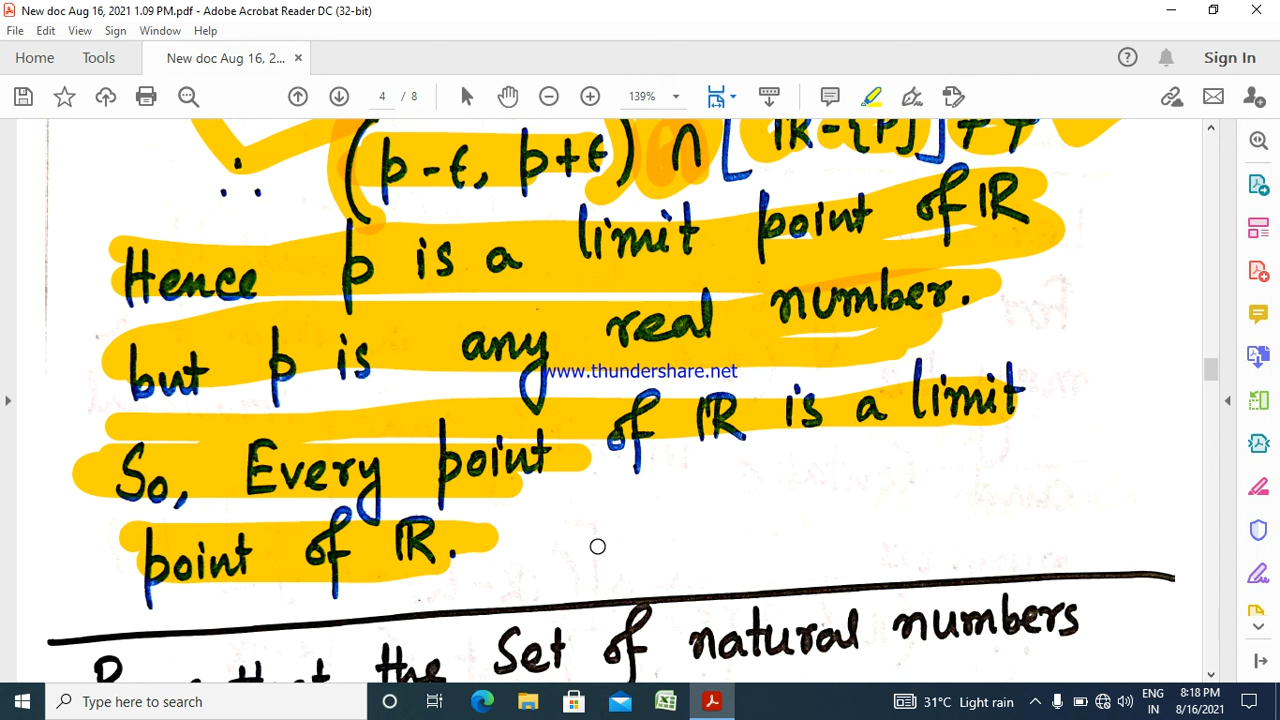 New doc Aug 16, 2021 1.09 PM.pdf - Adobe Acrobat Reader DC (32-bit)
File Edit View Sign Window Help
Home Tools New doc Aug 16, 2... × Sign In
4 / 8 139%
∴ (p-ϵ, p+ϵ) ∩ [ℝ-{p}] ≠ ϕ
Hence p is a limit point of ℝ
but p is any real number.
www.thundershare.net
So, Every point of ℝ is a limit
point of ℝ.
that the Set of natural numbers
Type here to search 31°C Light rain ENG IN 8:18 PM 8/16/2021